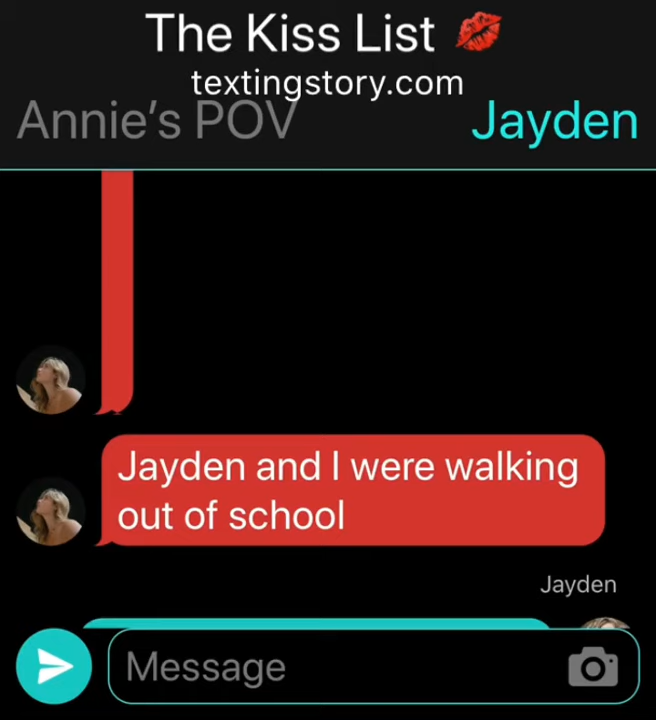 The Kiss List 💋
textingstory.com
Annie's POV
Jayden
Jayden and I were walking
out of school
Jayden
Message